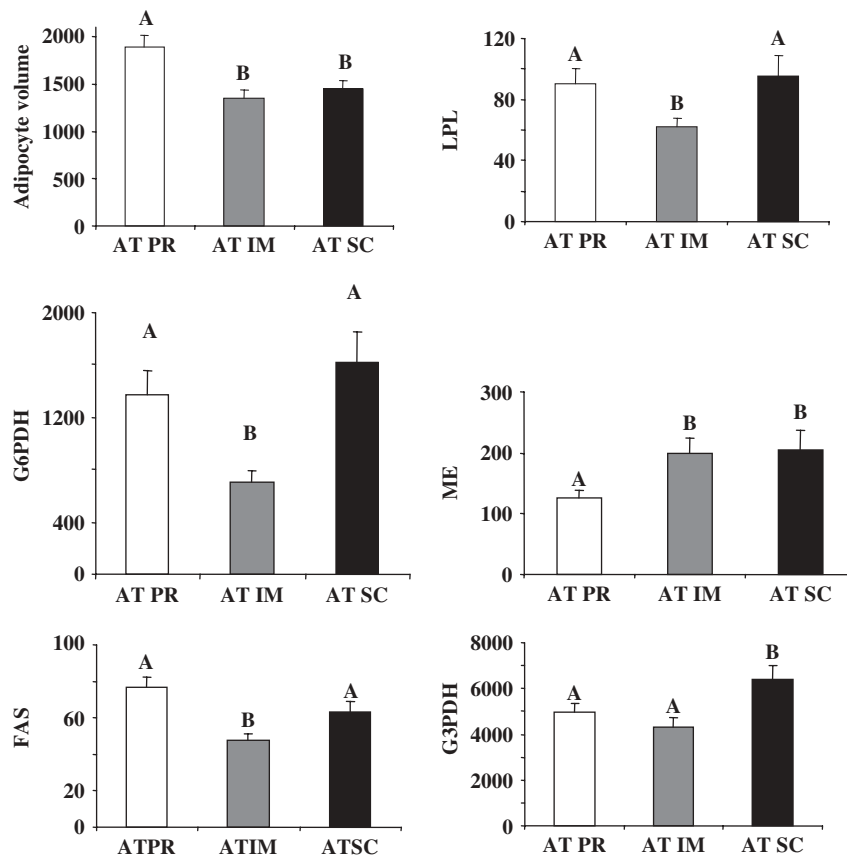 A
2000
B
B
1500
1000
500
0
Adipocyte volume
AT PR AT IM AT SC
120
A
A
B
80
40
0
LPL
AT PR AT IM AT SC
2000
A
A
1200
B
400
0
G6PDH
AT PR AT IM AT SC
300
B
B
200
A
100
0
ME
AT PR AT IM AT SC
80
A
A
60
B
20
0
FAS
ATPR ATIM ATSC
8000
B
6000
A
A
4000
2000
0
G3PDH
AT PR AT IM AT SC